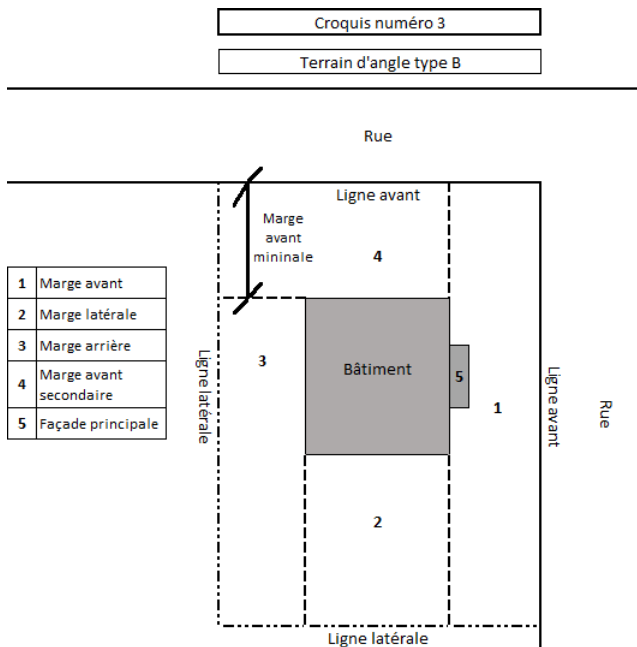 Croquis numéro 3
Terrain d'angle type B
Rue
Ligne avant
Marge
avant
mininale
4
1 Marge avant
2 Marge latérale
3 Marge arrière
4 Marge avant
secondaire
5 Façade principale
Ligne latérale
3
Bâtiment
5
1
Ligne avant
Rue
2
Ligne latérale